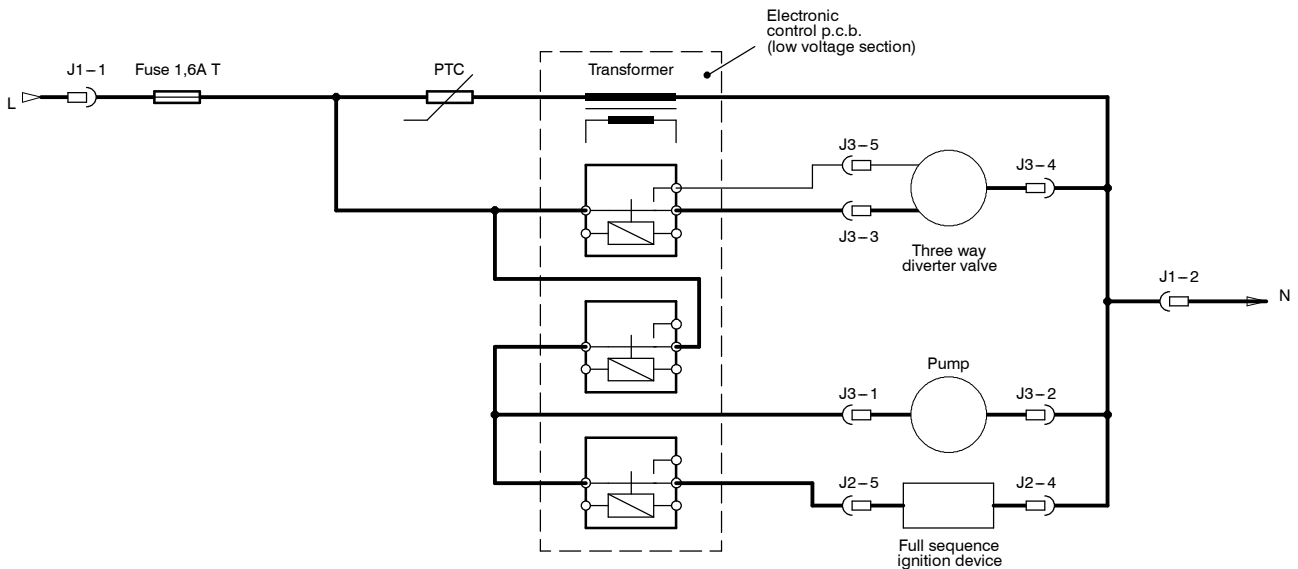 Electronic
control p.c.b.
(low voltage section)
J1-1
Fuse 1,6A T
PTC
Transformer
L
J3-5
J3-4
J3-3
Three way
diverter valve
J1-2
N
Pump
J3-1
J3-2
J2-5
J2-4
Full sequence
ignition device